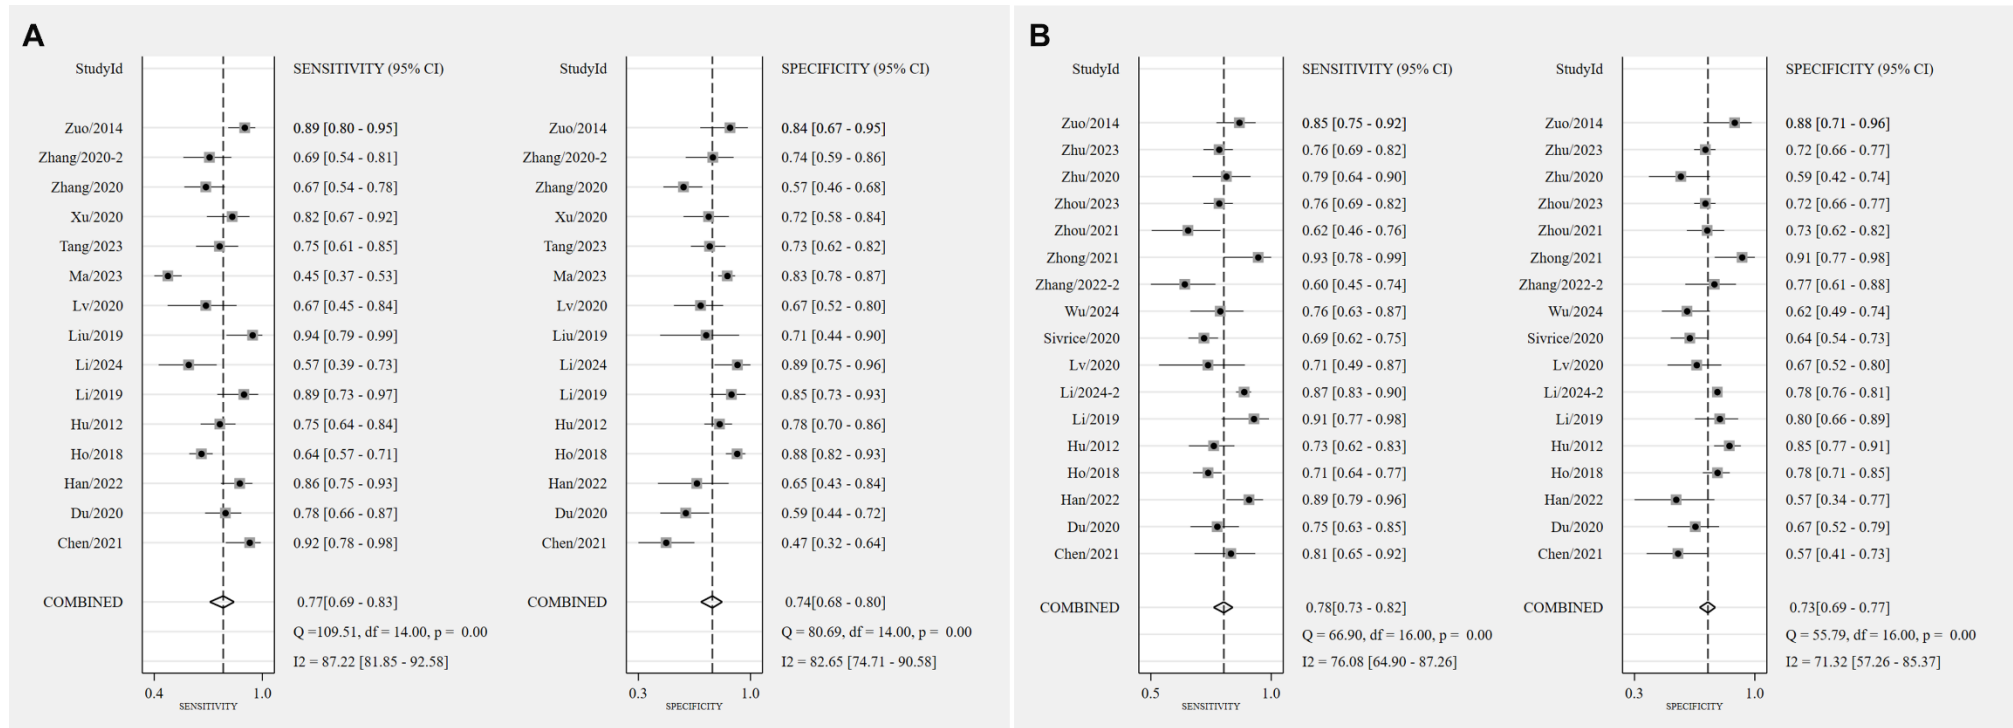 A
StudyId SENSITIVITY (95% CI)
Zuo/2014 0.89 [0.80 - 0.95]
Zhang/2020-2 0.69 [0.54 - 0.81]
Zhang/2020 0.67 [0.54 - 0.78]
Xu/2020 0.82 [0.67 - 0.92]
Tang/2023 0.75 [0.61 - 0.85]
Ma/2023 0.45 [0.37 - 0.53]
Lv/2020 0.67 [0.45 - 0.84]
Liu/2019 0.94 [0.79 - 0.99]
Li/2024 0.57 [0.39 - 0.73]
Li/2019 0.89 [0.73 - 0.97]
Hu/2012 0.75 [0.64 - 0.84]
Ho/2018 0.64 [0.57 - 0.71]
Han/2022 0.86 [0.75 - 0.93]
Du/2020 0.78 [0.66 - 0.87]
Chen/2021 0.92 [0.78 - 0.98]
COMBINED 0.77[0.69 - 0.83]
Q =109.51, df = 14.00, p = 0.00
I2 = 87.22 [81.85 - 92.58]
0.4 1.0
SENSITIVITY
StudyId SPECIFICITY (95% CI)
Zuo/2014 0.84 [0.67 - 0.95]
Zhang/2020-2 0.74 [0.59 - 0.86]
Zhang/2020 0.57 [0.46 - 0.68]
Xu/2020 0.72 [0.58 - 0.84]
Tang/2023 0.73 [0.62 - 0.82]
Ma/2023 0.83 [0.78 - 0.87]
Lv/2020 0.67 [0.52 - 0.80]
Liu/2019 0.71 [0.44 - 0.90]
Li/2024 0.89 [0.75 - 0.96]
Li/2019 0.85 [0.73 - 0.93]
Hu/2012 0.78 [0.70 - 0.86]
Ho/2018 0.88 [0.82 - 0.93]
Han/2022 0.65 [0.43 - 0.84]
Du/2020 0.59 [0.44 - 0.72]
Chen/2021 0.47 [0.32 - 0.64]
COMBINED 0.74[0.68 - 0.80]
Q = 80.69, df = 14.00, p = 0.00
I2 = 82.65 [74.71 - 90.58]
0.3 1.0
SPECIFICITY
B
StudyId SENSITIVITY (95% CI)
Zuo/2014 0.85 [0.75 - 0.92]
Zhu/2023 0.76 [0.69 - 0.82]
Zhu/2020 0.79 [0.64 - 0.90]
Zhou/2023 0.76 [0.69 - 0.82]
Zhou/2021 0.62 [0.46 - 0.76]
Zhong/2021 0.93 [0.78 - 0.99]
Zhang/2022-2 0.60 [0.45 - 0.74]
Wu/2024 0.76 [0.63 - 0.87]
Sivrice/2020 0.69 [0.62 - 0.75]
Lv/2020 0.71 [0.49 - 0.87]
Li/2024-2 0.87 [0.83 - 0.90]
Li/2019 0.91 [0.77 - 0.98]
Hu/2012 0.73 [0.62 - 0.83]
Ho/2018 0.71 [0.64 - 0.77]
Han/2022 0.89 [0.79 - 0.96]
Du/2020 0.75 [0.63 - 0.85]
Chen/2021 0.81 [0.65 - 0.92]
COMBINED 0.78[0.73 - 0.82]
Q = 66.90, df = 16.00, p = 0.00
I2 = 76.08 [64.90 - 87.26]
0.5 1.0
SENSITIVITY
StudyId SPECIFICITY (95% CI)
Zuo/2014 0.88 [0.71 - 0.96]
Zhu/2023 0.72 [0.66 - 0.77]
Zhu/2020 0.59 [0.42 - 0.74]
Zhou/2023 0.72 [0.66 - 0.77]
Zhou/2021 0.73 [0.62 - 0.82]
Zhong/2021 0.91 [0.77 - 0.98]
Zhang/2022-2 0.77 [0.61 - 0.88]
Wu/2024 0.62 [0.49 - 0.74]
Sivrice/2020 0.64 [0.54 - 0.73]
Lv/2020 0.67 [0.52 - 0.80]
Li/2024-2 0.78 [0.76 - 0.81]
Li/2019 0.80 [0.66 - 0.89]
Hu/2012 0.85 [0.77 - 0.91]
Ho/2018 0.78 [0.71 - 0.85]
Han/2022 0.57 [0.34 - 0.77]
Du/2020 0.67 [0.52 - 0.79]
Chen/2021 0.57 [0.41 - 0.73]
COMBINED 0.73[0.69 - 0.77]
Q = 55.79, df = 16.00, p = 0.00
I2 = 71.32 [57.26 - 85.37]
0.3 1.0
SPECIFICITY